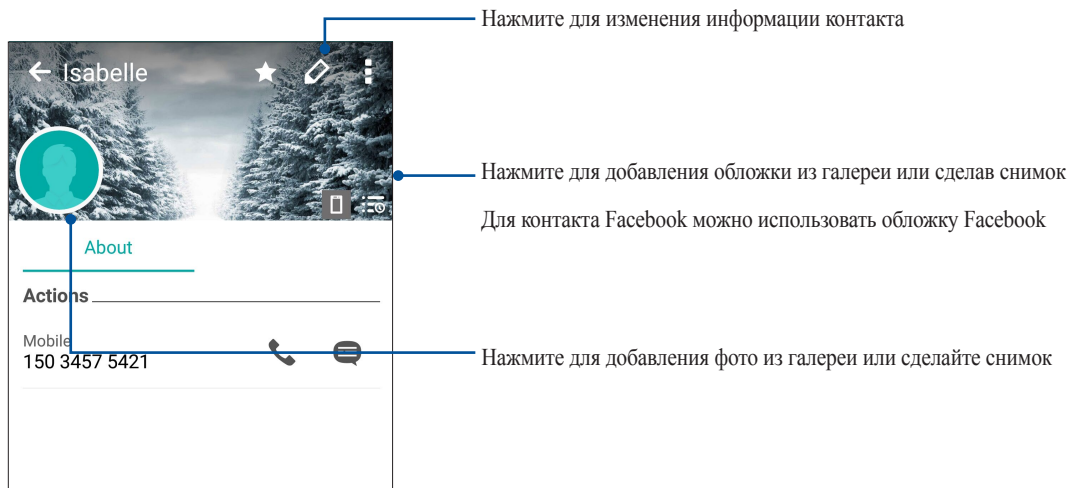 Нажмите для изменения информации контакта
Isabelle
Нажмите для добавления обложки из галереи или сделав снимок
Для контакта Facebook можно использовать обложку Facebook
About
Actions
Mobile
150 3457 5421
Нажмите для добавления фото из галереи или сделайте снимок